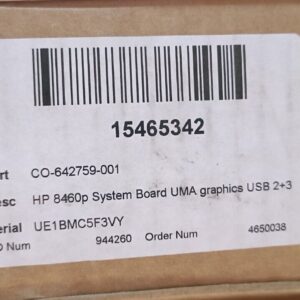 15465342
rt CO-642759-001
esc HP 8460p System Board UMA graphics USB 2+3
erial UE1BMC5F3VY
O Num 944260 Order Num 4650038